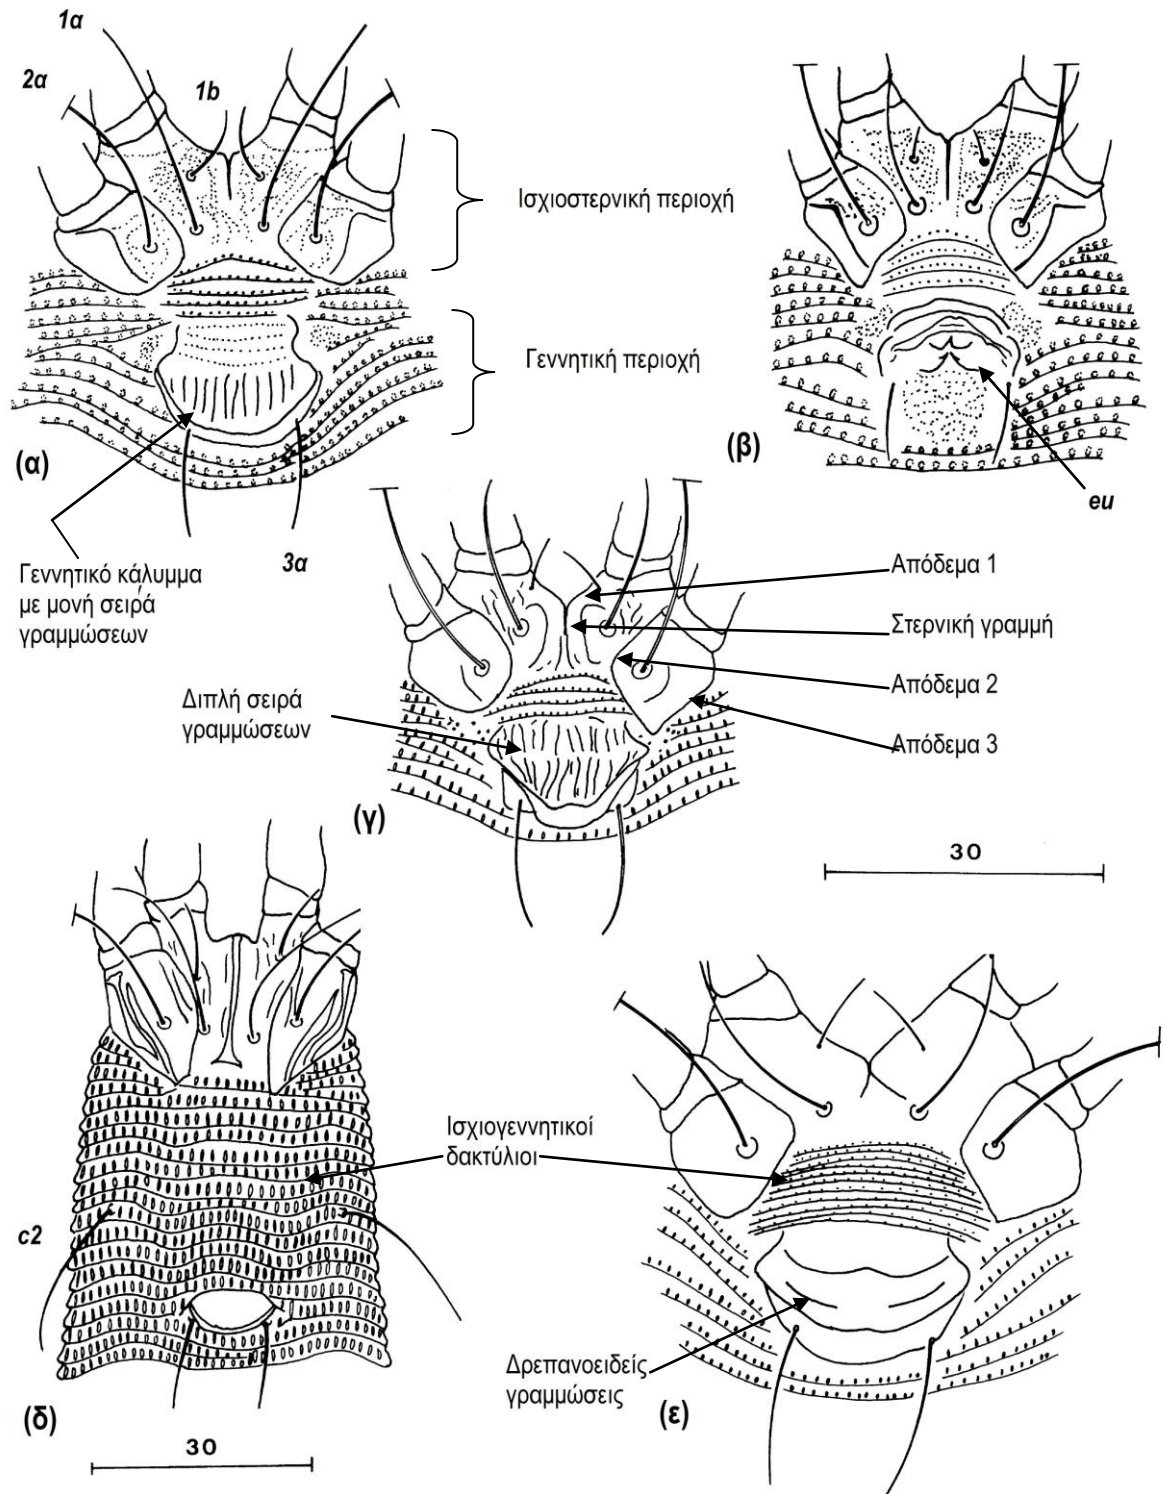 1α
2α
1b
Ισχιοστερνική περιοχή
Γεννητική περιοχή
(α)
(β)
eu
3α
Γεννητικό κάλυμμα
με μονή σειρά
γραμμώσεων
Απόδεμα 1
Στερνική γραμμή
Απόδεμα 2
Απόδεμα 3
Διπλή σειρά
γραμμώσεων
(γ)
30
Ισχιογεννητικοί
δακτύλιοι
c2
Δρεπανοειδείς
γραμμώσεις
(δ)
(ε)
30